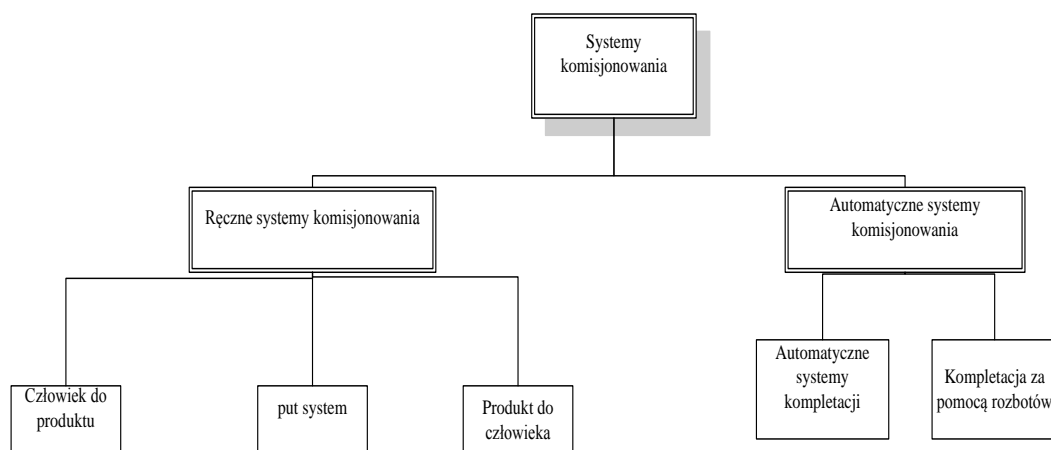 Systemy
komisjonowania
Ręczne systemy komisjonowania
Automatyczne systemy
komisjonowania
Człowiek do
produktu
put system
Produkt do
człowieka
Automatyczne
systemy
kompletacji
Kompletacja za
pomocą rozbotów